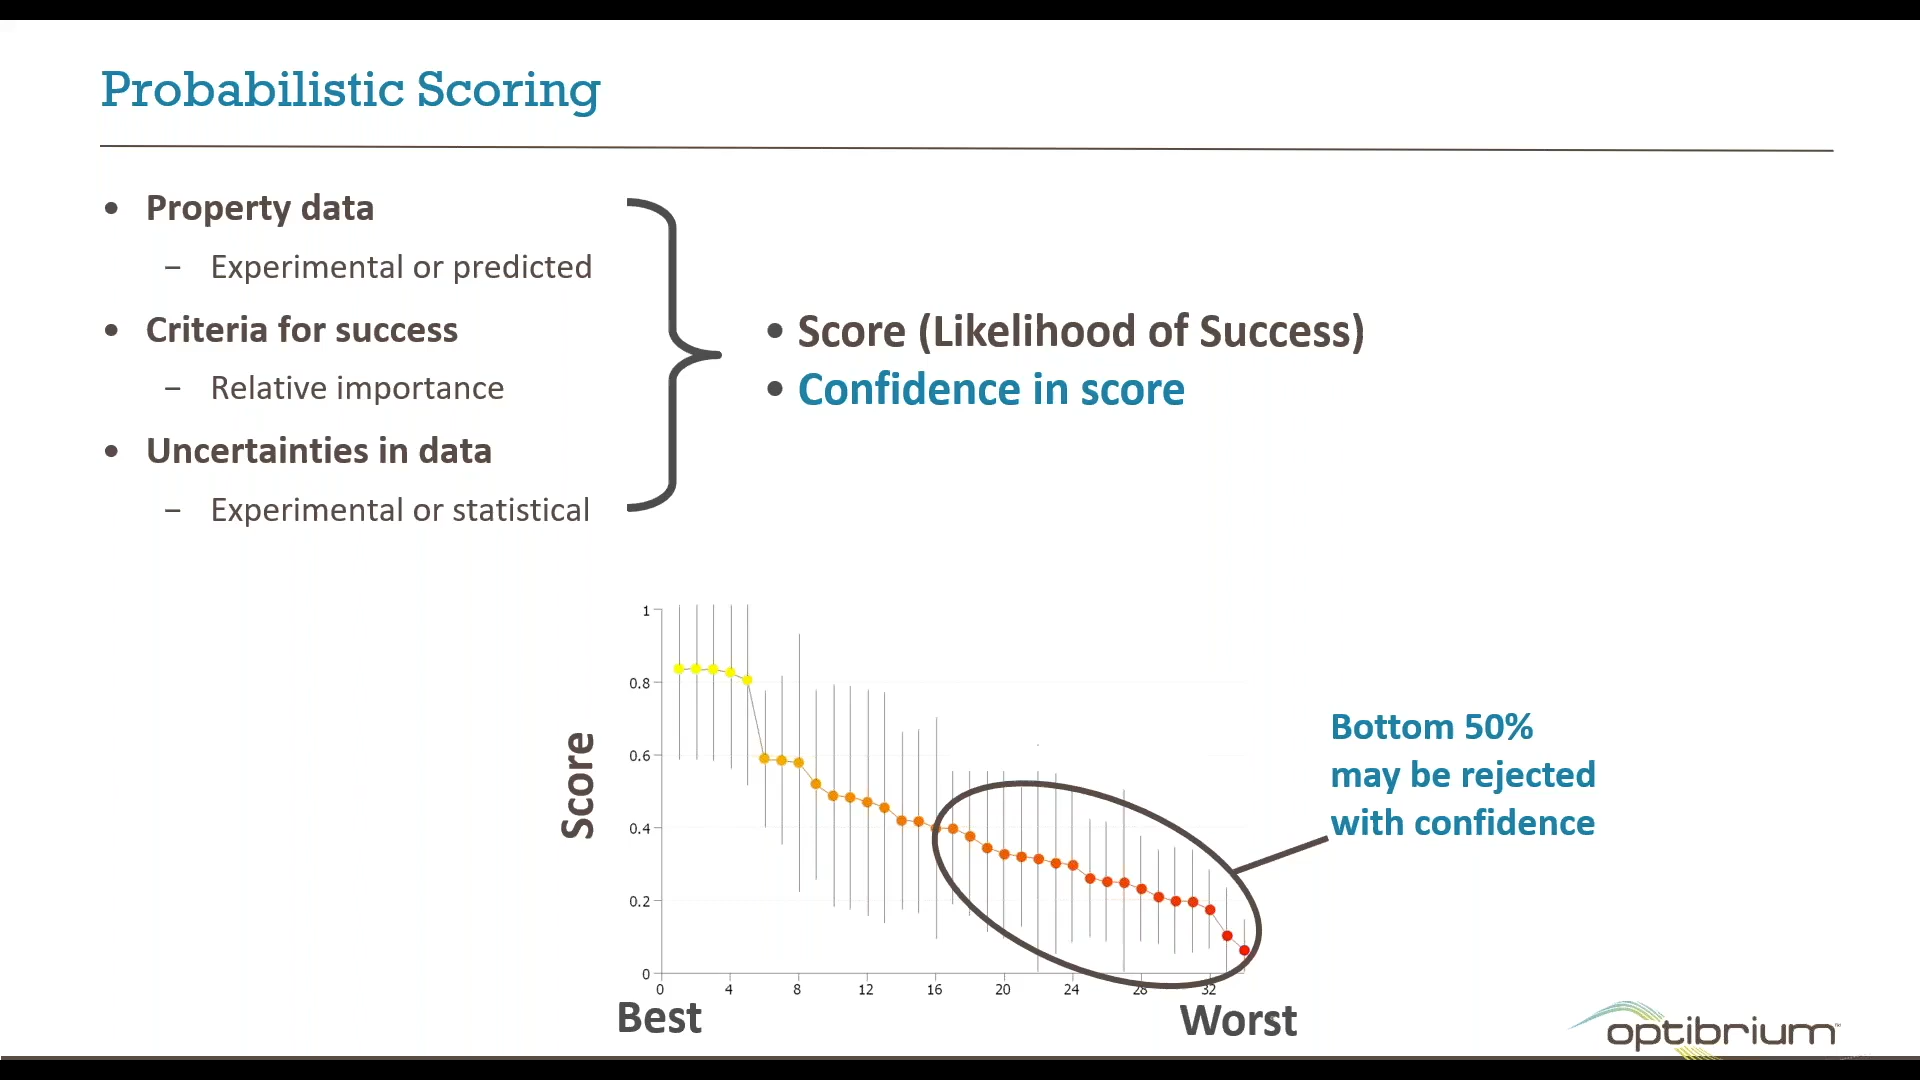 Probabilistic Scoring
• Property data
– Experimental or predicted
• Criteria for success
– Relative importance
• Uncertainties in data
– Experimental or statistical
• Score (Likelihood of Success)
• Confidence in score
Score
1
0.8
0.6
0.4
0.2
0
0 4 8 12 16 20 24 28 32
Best
Worst
Bottom 50%
may be rejected
with confidence
optibrium™